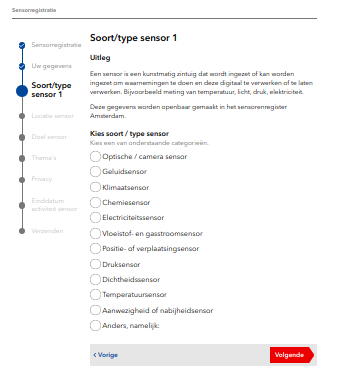 Sensorregistratie
Sensorregistratie
Uw gegevens
Soort/type
sensor 1
Locatie sensor
Doel sensor
Thema's
Privacy
Einddatum
activiteit sensor
Verzenden
Soort/type sensor 1
Uitleg
Een sensor is een kunstmatig zintuig dat wordt ingezet of kan worden
ingezet om waarnemingen te doen en deze digitaal te verwerken of te laten
verwerken. Bijvoorbeeld meting van temperatuur, licht, druk, elektriciteit.
Deze gegevens worden openbaar gemaakt in het sensorenregister
Amsterdam.
Kies soort / type sensor
Kies een van onderstaande categorieën.
Optische / camera sensor
Geluidsensor
Klimaatsensor
Chemiesensor
Electriciteitssensor
Vloeistof- en gasstroomsensor
Positie- of verplaatsingsensor
Druksensor
Dichtheidssensor
Temperatuursensor
Aanwezigheid of nabijheidsensor
Anders, namelijk:
Vorige
Volgende